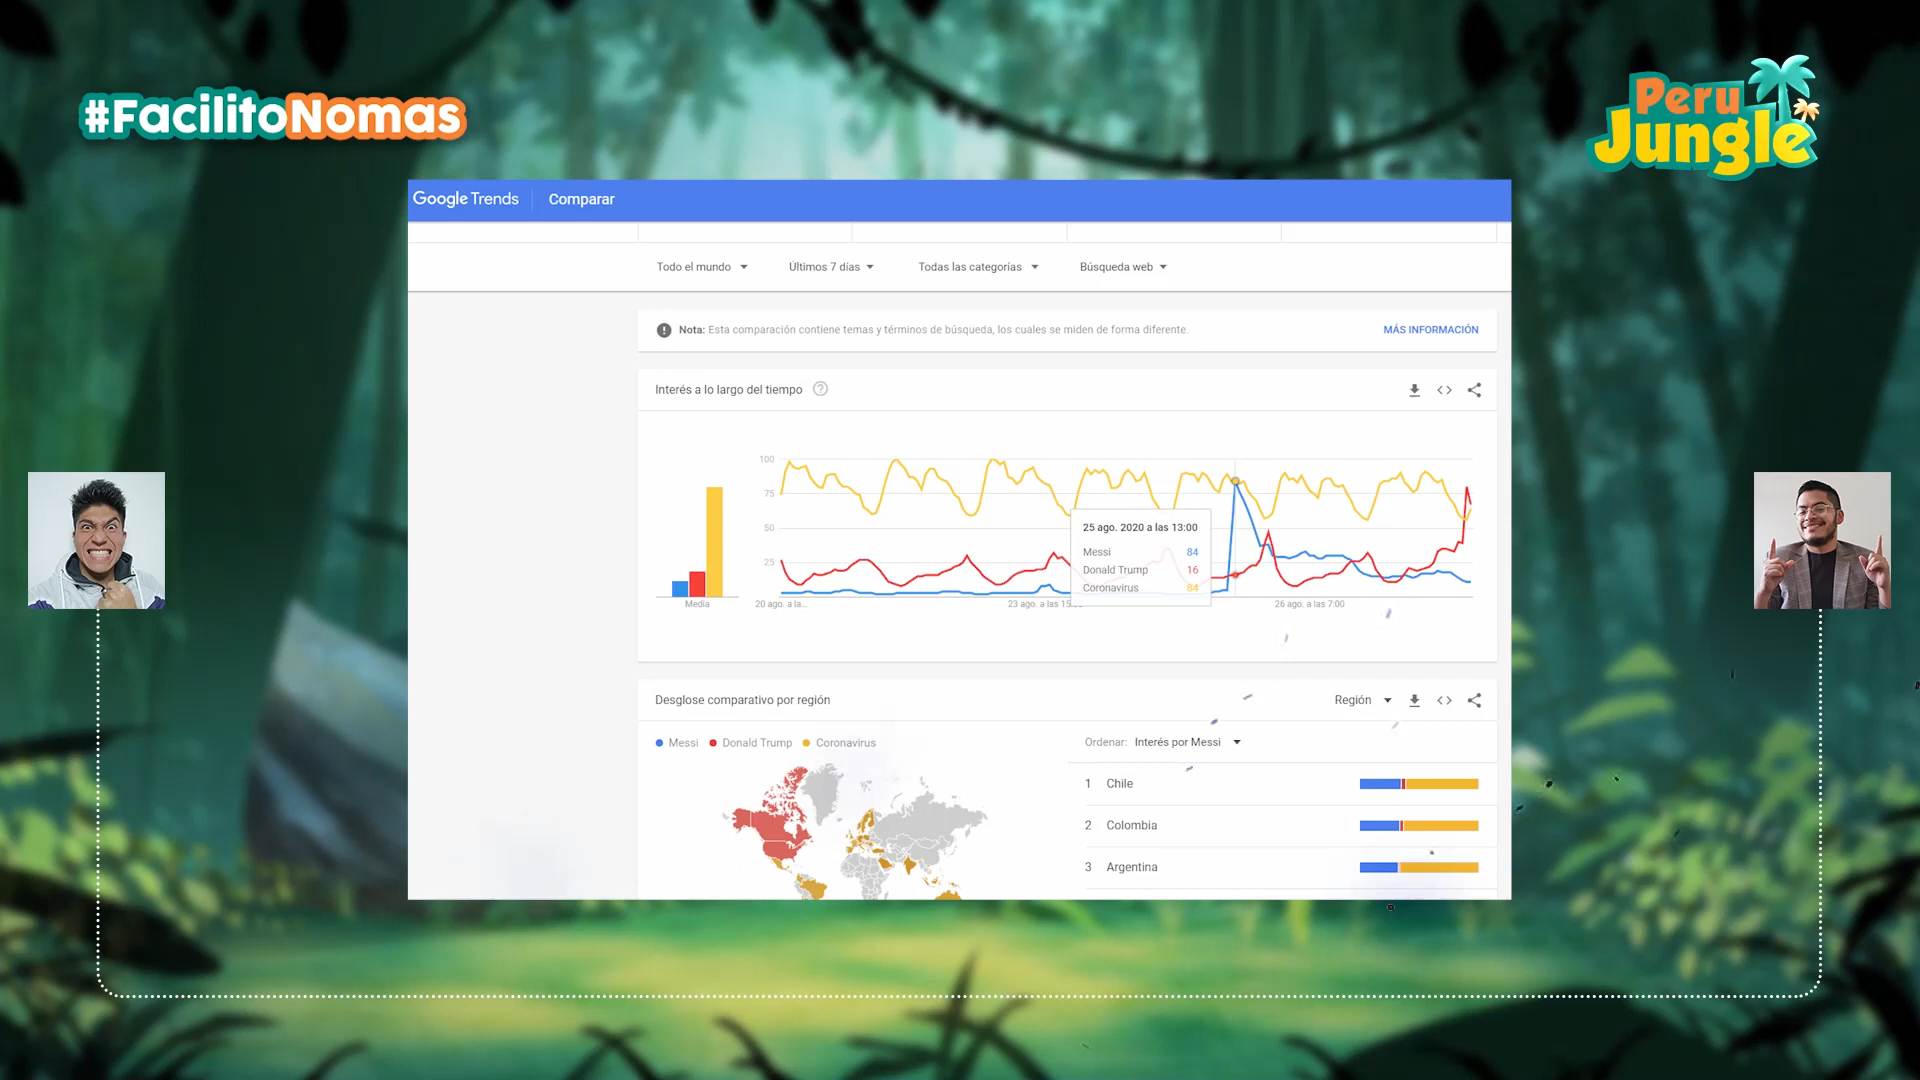 #FacilitoNomas
Peru
Jungle
Google Trends
Comparar
Todo el mundo
Últimos 7 días
Todas las categorías
Búsqueda web
Nota: Esta comparación contiene temas y términos de búsqueda, los cuales se miden de forma diferente.
MÁS INFORMACIÓN
Interés a lo largo del tiempo
100
75
50
25
25 ago. 2020 a las 13:00
Messi 84
Donald Trump 16
Coronavirus 84
Media
20 ago. a la...
23 ago. a las
26 ago. a las 7:00
Desglose comparativo por región
Región
Messi Donald Trump Coronavirus
Ordenar: Interés por Messi
1 Chile
2 Colombia
3 Argentina